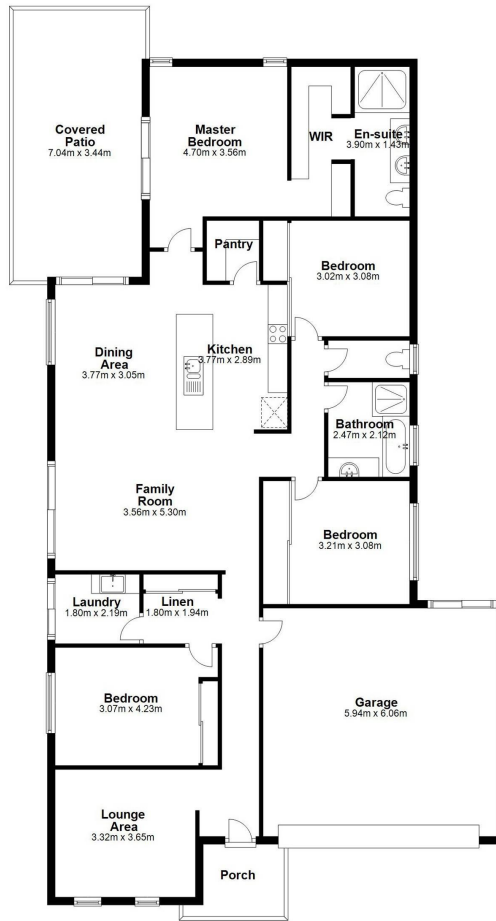 Covered
Patio
7.04m x 3.44m
Master
Bedroom
4.70m x 3.56m
WIR
En-suite
3.90m x 1.43m
Pantry
Bedroom
3.02m x 3.08m
Dining
Area
3.77m x 3.05m
Kitchen
3.77m x 2.89m
Bathroom
2.47m x 2.12m
Family
Room
3.56m x 5.30m
Bedroom
3.21m x 3.08m
Laundry
1.80m x 2.19m
Linen
1.80m x 1.94m
Bedroom
3.07m x 4.23m
Garage
5.94m x 6.06m
Lounge
Area
3.32m x 3.65m
Porch